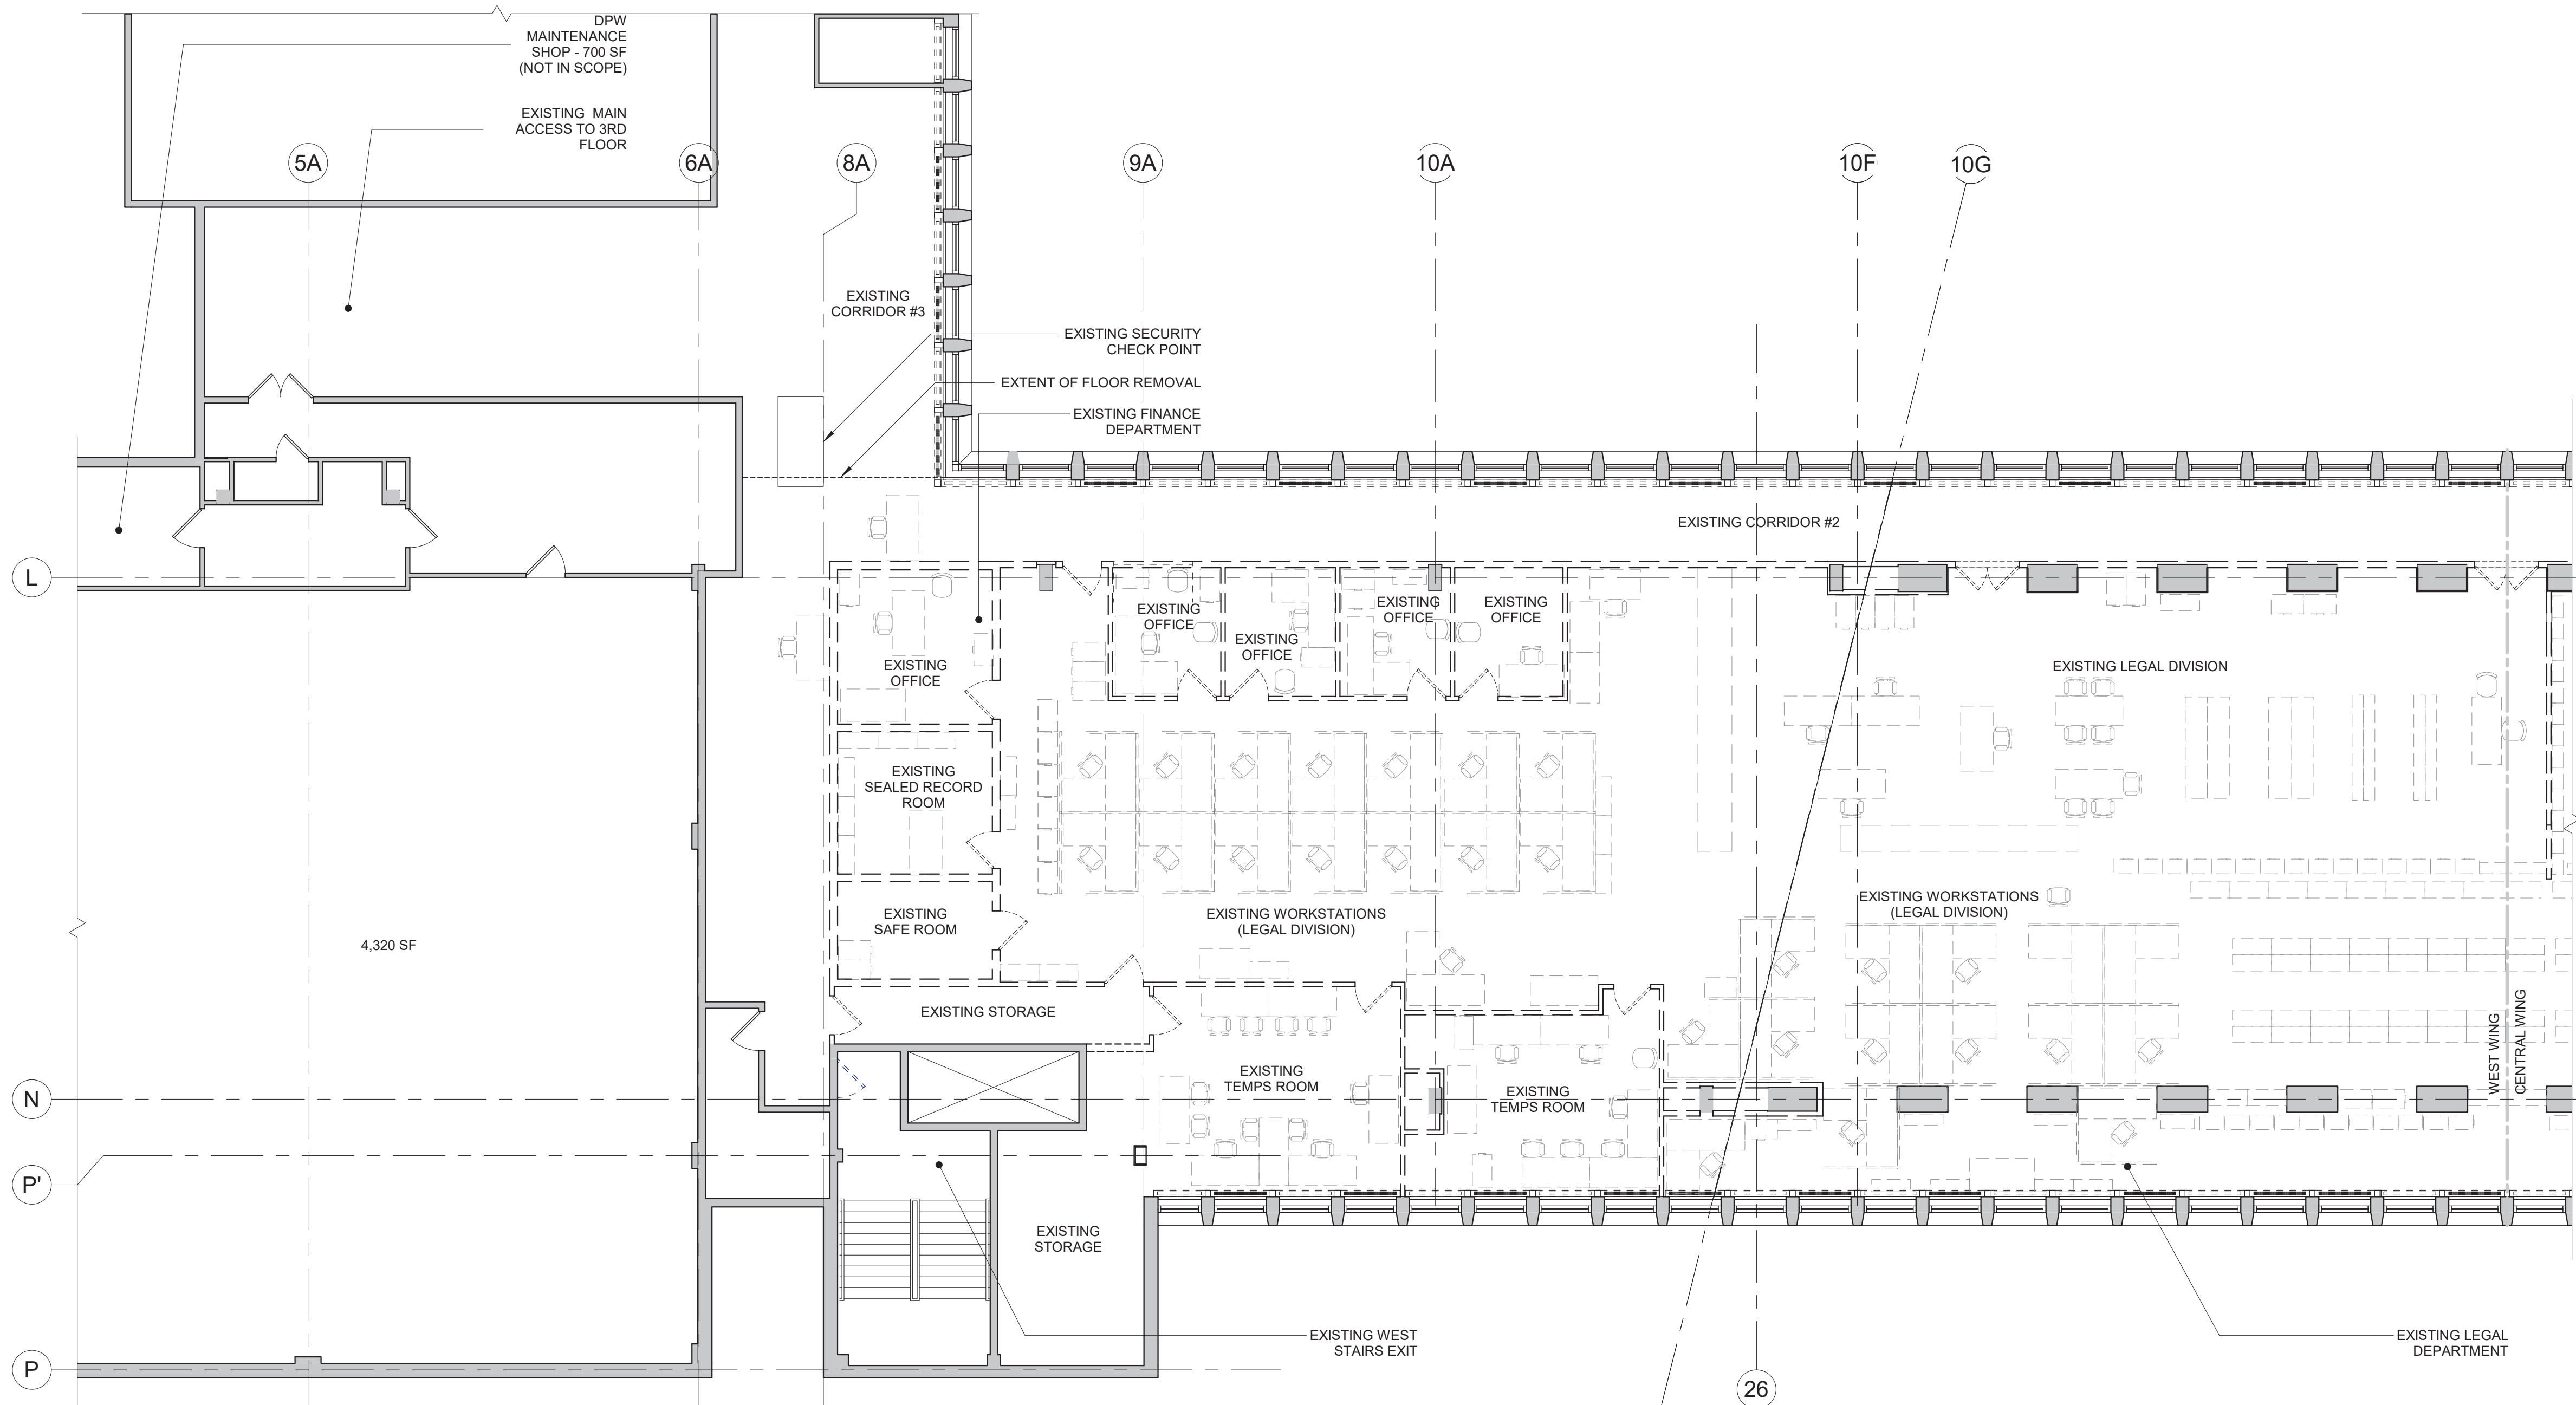 DPW
MAINTENANCE
SHOP - 700 SF
(NOT IN SCOPE)
EXISTING MAIN
ACCESS TO 3RD
FLOOR
5A
6A
8A
9A
10A
10F
10G
EXISTING
CORRIDOR #3
EXISTING SECURITY
CHECK POINT
EXTENT OF FLOOR REMOVAL
EXISTING FINANCE
DEPARTMENT
EXISTING CORRIDOR #2
L
EXISTING
OFFICE
EXISTING
OFFICE
EXISTING
OFFICE
EXISTING
OFFICE
EXISTING
OFFICE
EXISTING LEGAL DIVISION
EXISTING
SEALED RECORD
ROOM
EXISTING
SAFE ROOM
EXISTING WORKSTATIONS
(LEGAL DIVISION)
EXISTING WORKSTATIONS
(LEGAL DIVISION)
4,320 SF
EXISTING STORAGE
WEST WING
CENTRAL WING
N
EXISTING
TEMPS ROOM
EXISTING
TEMPS ROOM
P'
EXISTING
STORAGE
EXISTING WEST
STAIRS EXIT
EXISTING LEGAL
DEPARTMENT
P
26